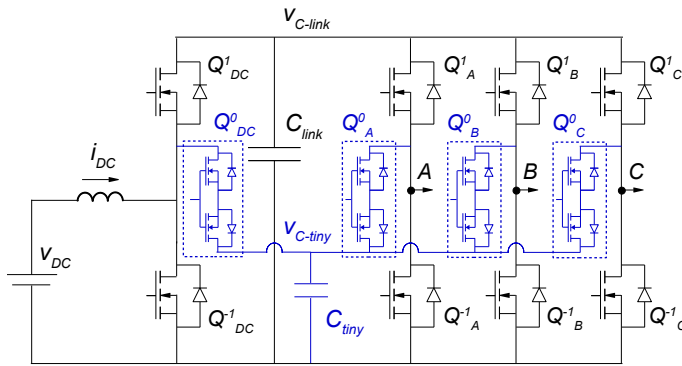 v_C-link
Q^1_DC
Q^1_A
Q^1_B
Q^1_C
Q^0_DC
C_link
Q^0_A
Q^0_B
Q^0_C
i_DC
A
B
C
v_C-tiny
v_DC
Q^-1_DC
C_tiny
Q^-1_A
Q^-1_B
Q^-1_C